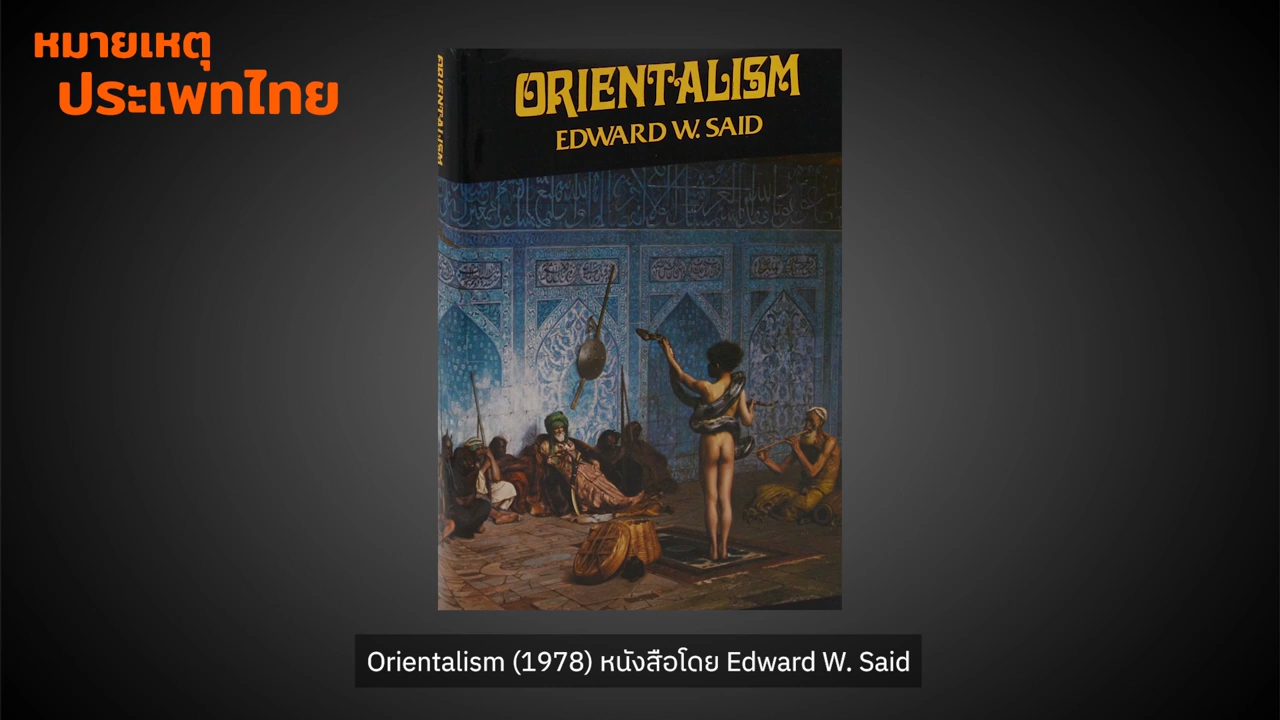 หมายเหตุ
ประเพทไทย
ORIENTALISM
ORIENTALISM
EDWARD W. SAID
Orientalism (1978) หนังสือโดย Edward W. Said